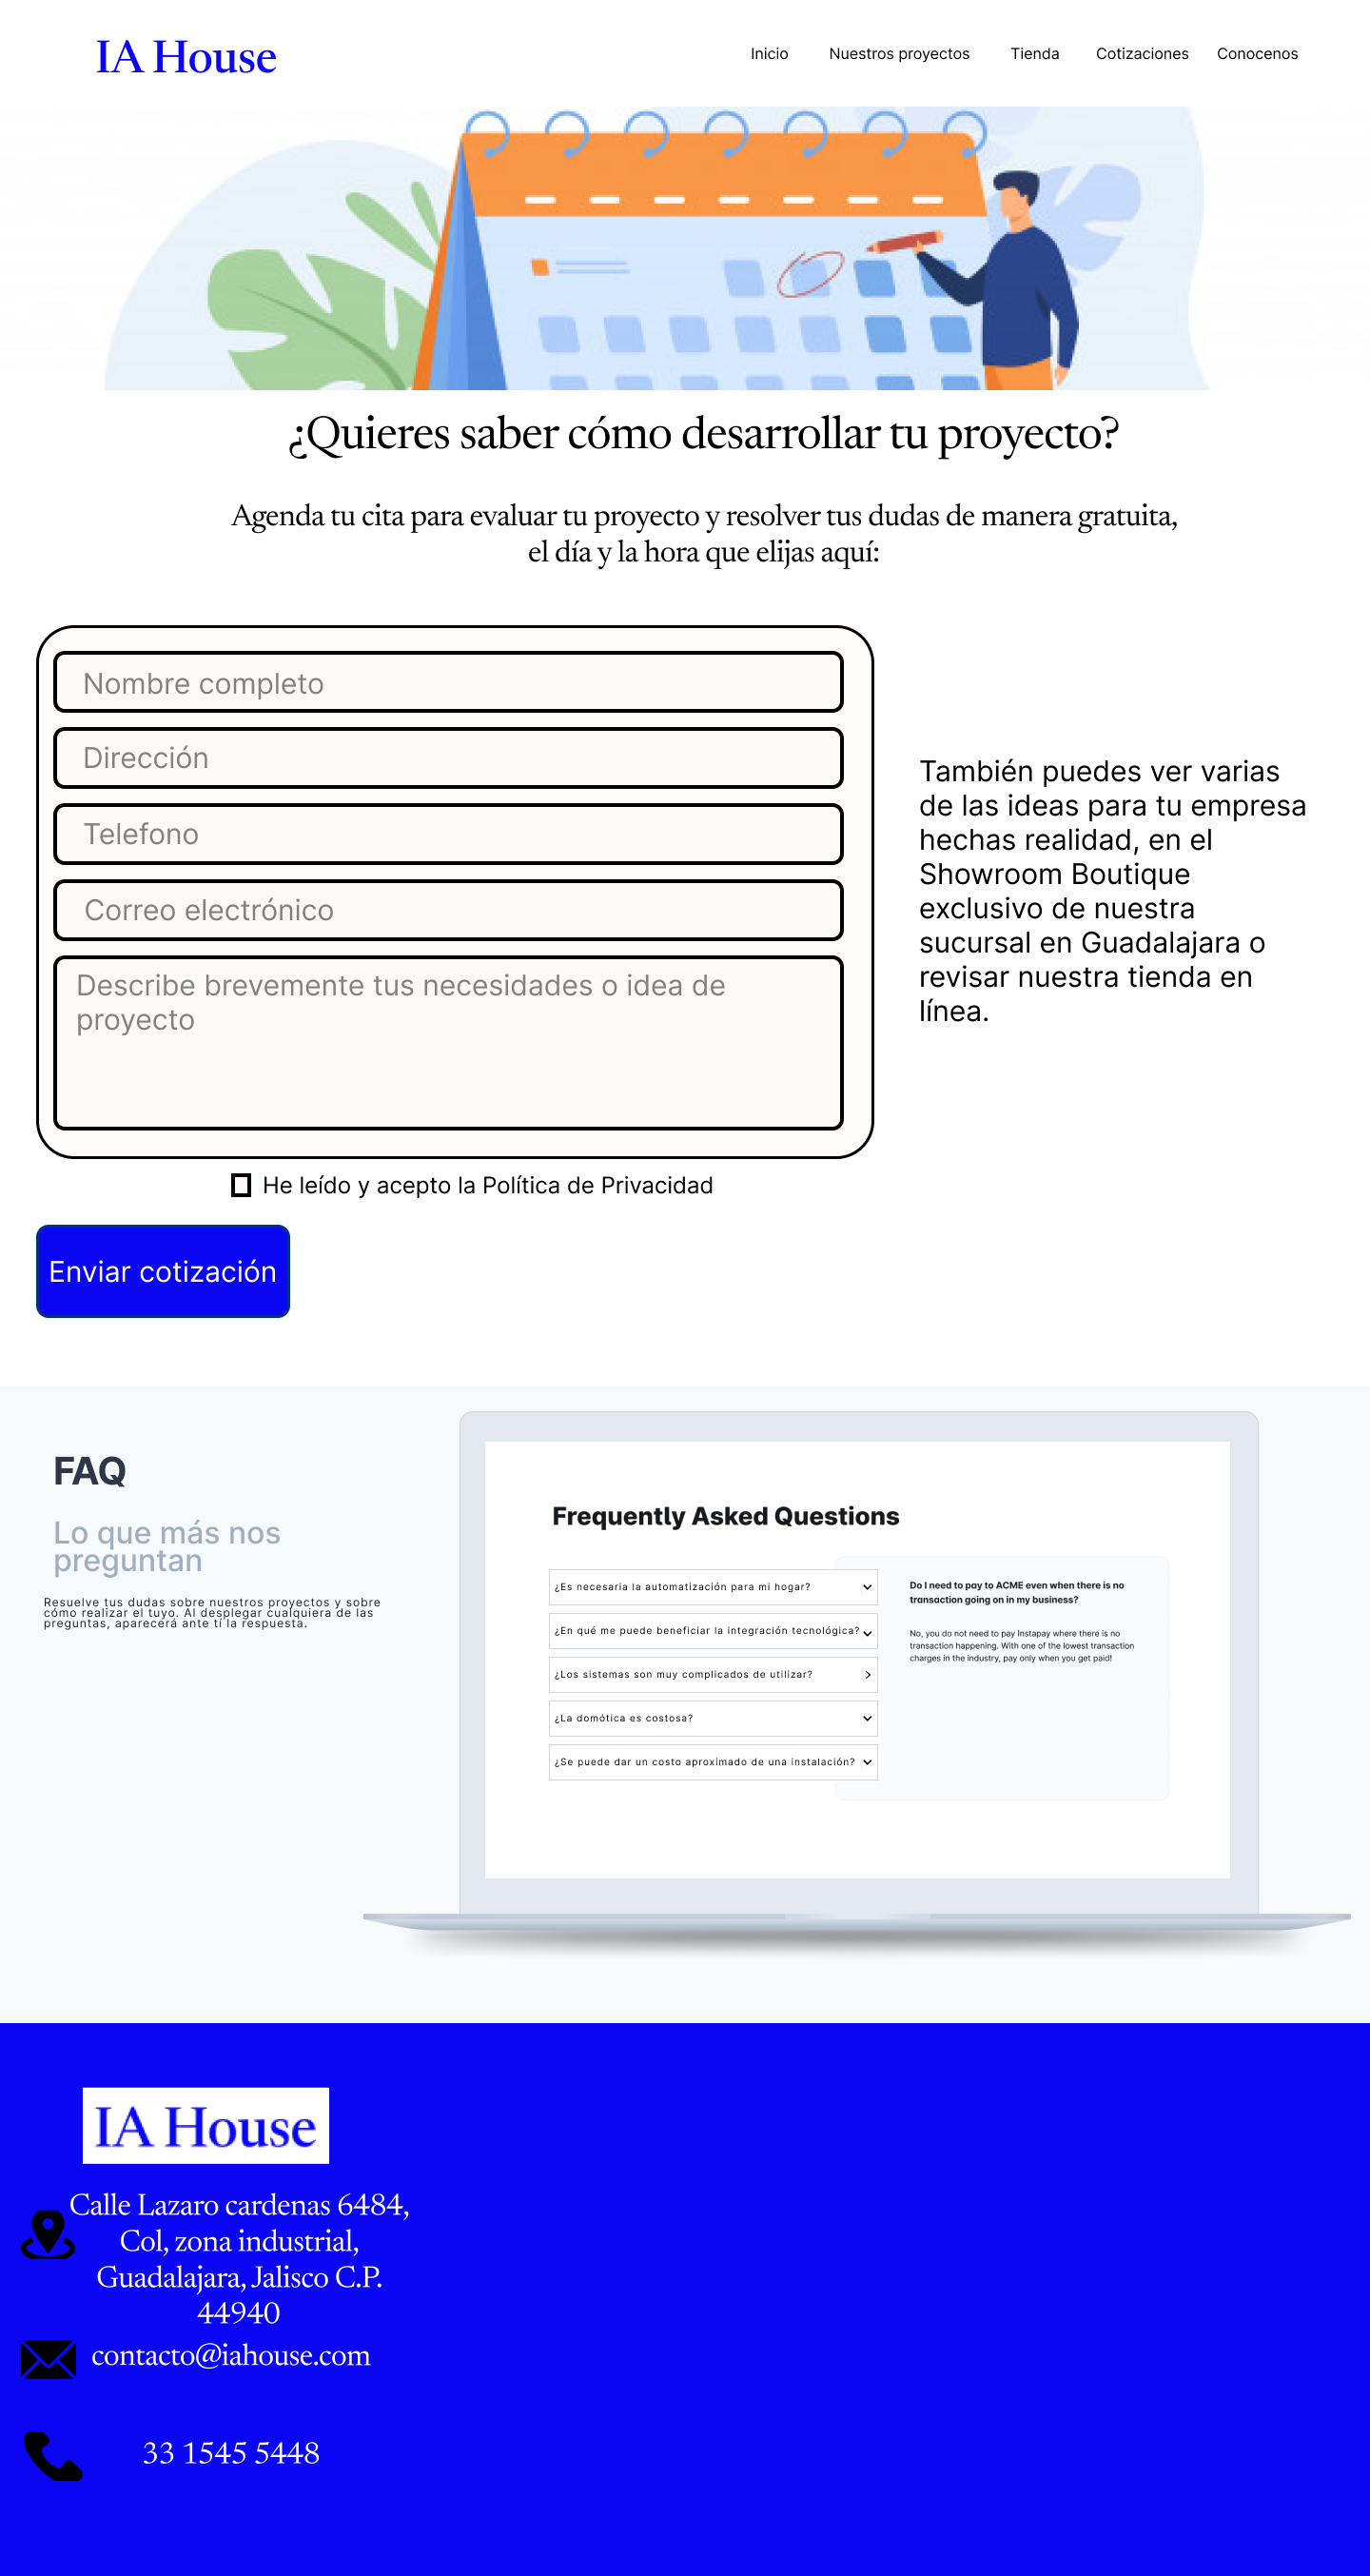 IA House
Inicio Nuestros proyectos Tienda Cotizaciones Conocenos
¿Quieres saber cómo desarrollar tu proyecto?
Agenda tu cita para evaluar tu proyecto y resolver tus dudas de manera gratuita,
el día y la hora que elijas aquí:
Nombre completo
Dirección
Telefono
Correo electrónico
Describe brevemente tus necesidades o idea de
proyecto
También puedes ver varias
de las ideas para tu empresa
hechas realidad, en el
Showroom Boutique
exclusivo de nuestra
sucursal en Guadalajara o
revisar nuestra tienda en
línea.
He leído y acepto la Política de Privacidad
Enviar cotización
FAQ
Lo que más nos
preguntan
Resuelve tus dudas sobre nuestros proyectos y sobre
cómo realizar el tuyo. Al desplegar cualquiera de las
preguntas, aparecerá ante tí la respuesta.
Frequently Asked Questions
¿Es necesaria la automatización para mi hogar?
¿En qué me puede beneficiar la integración tecnológica?
¿Los sistemas son muy complicados de utilizar?
¿La domótica es costosa?
¿Se puede dar un costo aproximado de una instalación?
Do I need to pay to ACME even when there is no
transaction going on in my business?
No, you do not need to pay Instapay where there is no
transaction happening. With one of the lowest transaction
charges in the industry, pay only when you get paid!
IA House
Calle Lazaro cardenas 6484,
Col, zona industrial,
Guadalajara, Jalisco C.P.
44940
contacto@iahouse.com
33 1545 5448